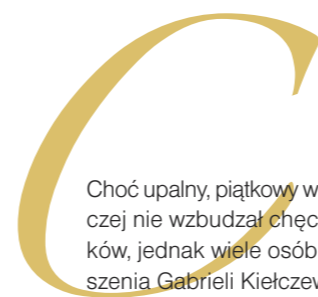 C
Choć upalny, piątkowy w
czej nie wzbudzał chęc
ków, jednak wiele osób
szenia Gabrieli Kiełczew